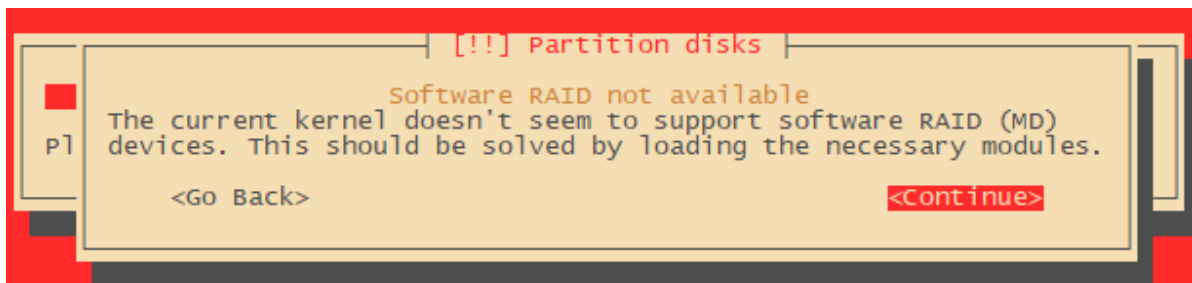 [!!] Partition disks
Software RAID not available
The current kernel doesn't seem to support software RAID (MD)
Pl devices. This should be solved by loading the necessary modules.
<Go Back> <Continue>